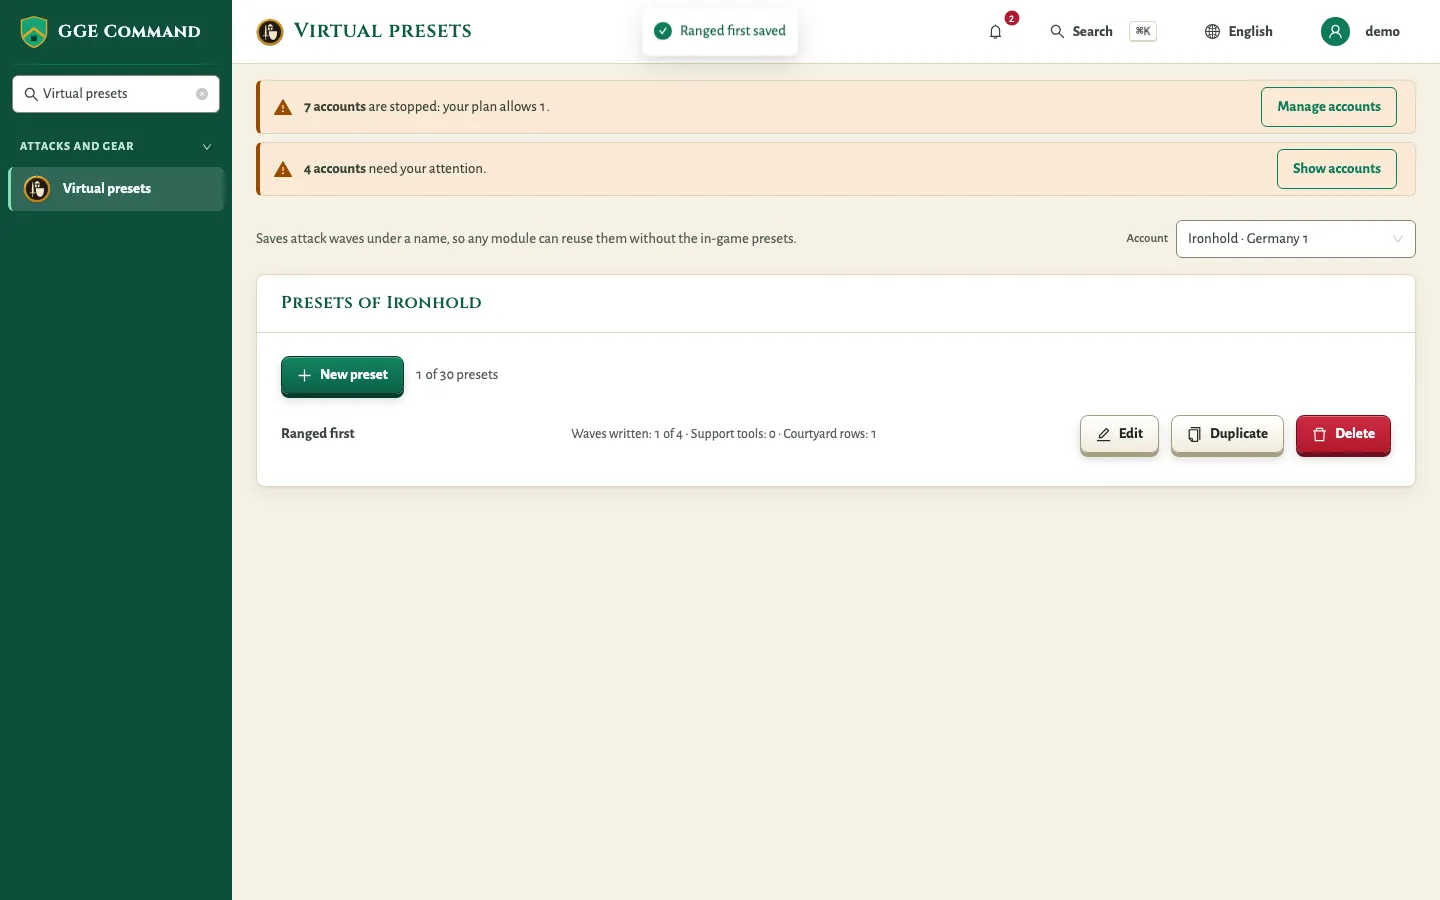 GGE Command
Virtual presets
Ranged first saved
2
Search
⌘K
English
demo
Virtual presets
ATTACKS AND GEAR
Virtual presets
7 accounts are stopped: your plan allows 1.
Manage accounts
4 accounts need your attention.
Show accounts
Saves attack waves under a name, so any module can reuse them without the in-game presets.
Account
Ironhold · Germany 1
Presets of Ironhold
New preset
1 of 30 presets
Ranged first
Waves written: 1 of 4 · Support tools: 0 · Courtyard rows: 1
Edit
Duplicate
Delete